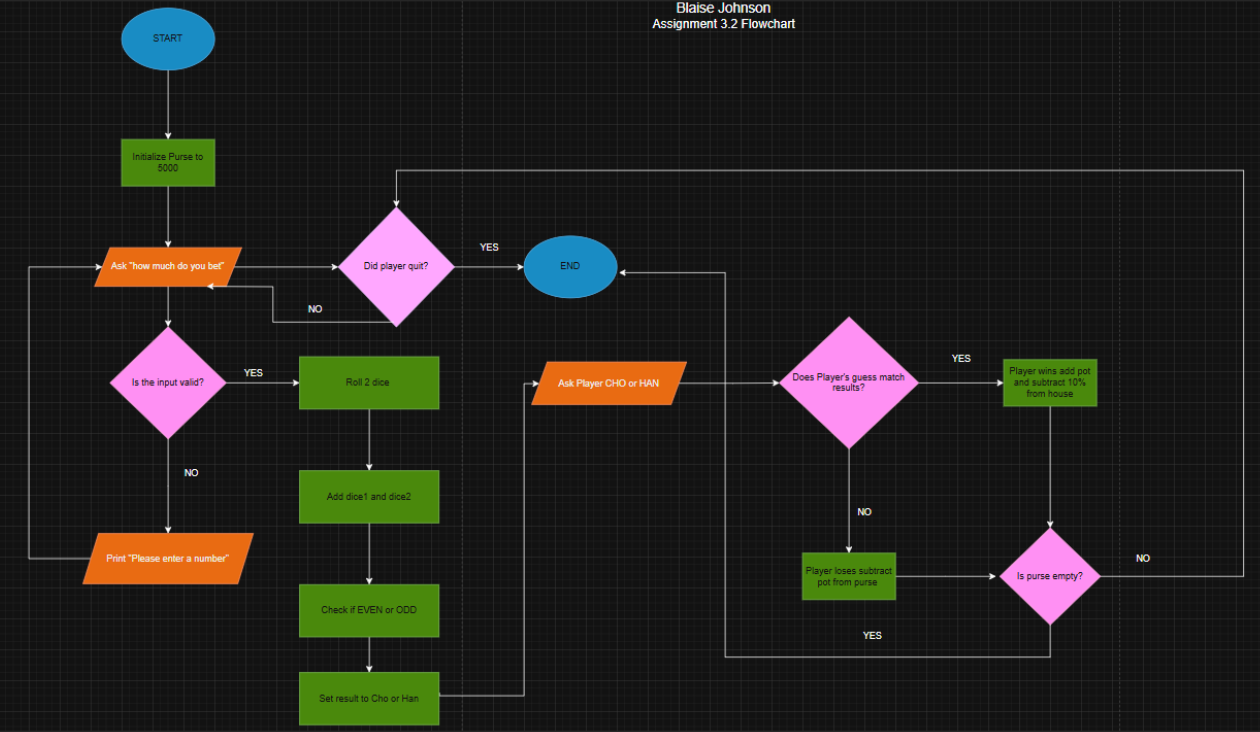 Blaise Johnson
Assignment 3.2 Flowchart
START
Initialize Purse to
5000
Ask "how much do you bet"
Did player quit?
YES
END
NO
Is the input valid?
YES
Roll 2 dice
Ask Player CHO or HAN
Does Player's guess match
results?
YES
Player wins add pot
and subtract 10%
from house
NO
Add dice1 and dice2
NO
Print "Please enter a number"
Player loses subtract
pot from purse
Is purse empty?
NO
Check if EVEN or ODD
YES
Set result to Cho or Han